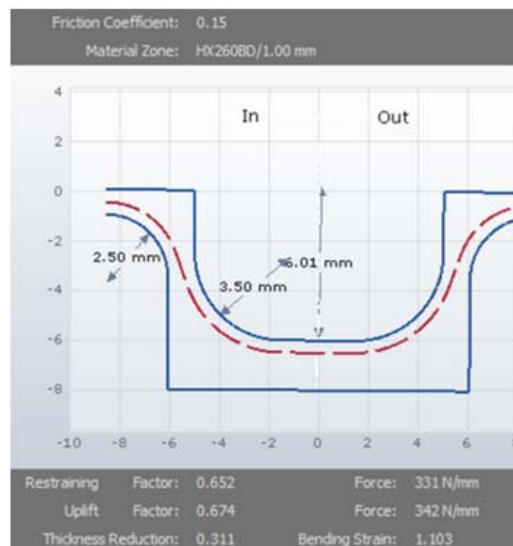 Friction Coefficient: 0.15
Material Zone: HX260BD/1.00 mm
4
In Out
2
0
-2
2.50 mm
3.50 mm
6.01 mm
-4
-6
-8
-10 -8 -6 -4 -2 0 2 4 6 8
Restraining Factor: 0.652 Force: 331 N/mm
Uplift Factor: 0.674 Force: 342 N/mm
Thickness Reduction: 0.311 Bending Strain: 1.103